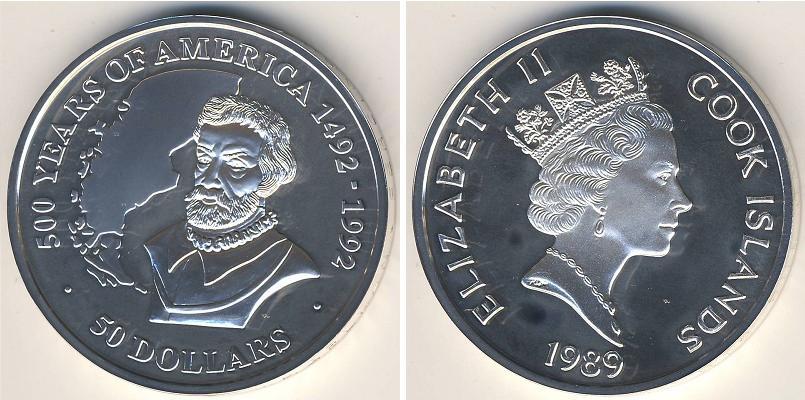 500 YEARS OF AMERICA 1492-1992
50 DOLLARS
ELIZABETH II
COOK ISLANDS
1989